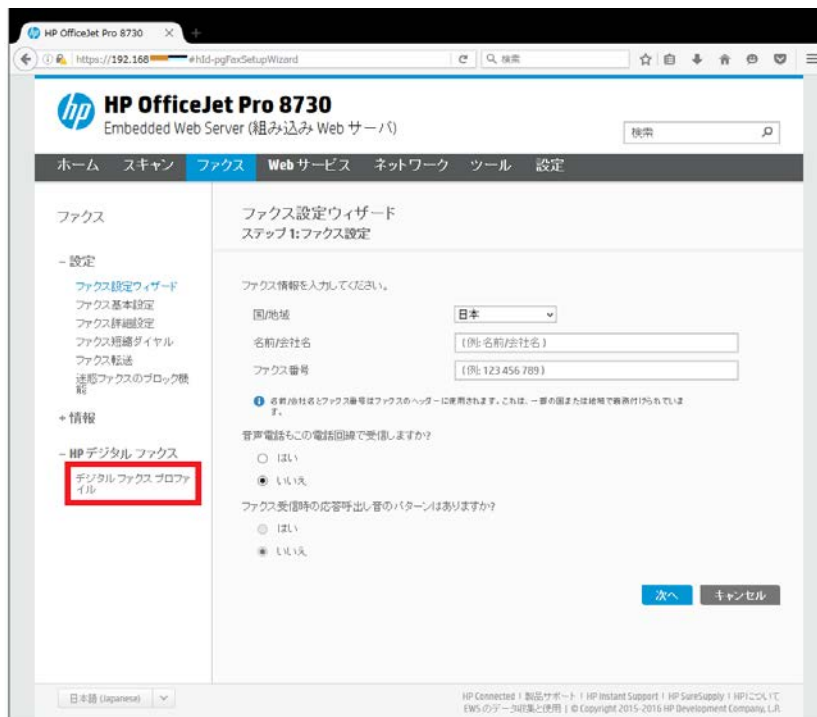 HP OfficeJet Pro 8730
https://192.168
#hId-pgFaxSetupWizard
検索
hp
HP OfficeJet Pro 8730
Embedded Web Server (組み込み Web サーバ)
検索
ホーム スキャン ファクス Web サービス ネットワーク ツール 設定
ファクス
ファクス設定ウィザード
ステップ 1:ファクス設定
− 設定
ファクス設定ウィザード
ファクス基本設定
ファクス詳細設定
ファクス短縮ダイヤル
ファクス転送
迷惑ファクスのブロック機
能
+ 情報
− HP デジタル ファクス
デジタル ファクス プロファ
イル
ファクス情報を入力してください。
国/地域
日本
名前/会社名
(例: 名前/会社名)
ファクス番号
(例: 123 456 789)
名前/会社名とファクス番号はファクスのヘッダーに使用されます。これは、一部の国または地域で義務付けられていま
す。
音声電話もこの電話回線で受信しますか?
はい
いいえ
ファクス受信時の応答呼出し音のパターンはありますか?
はい
いいえ
次へ
キャンセル
日本語 (Japanese)
HP Connected | 製品サポート | HP Instant Support | HP SureSupply | HPについて
EWS のデータ収集と使用 | © Copyright 2015-2016 HP Development Company, L.P.